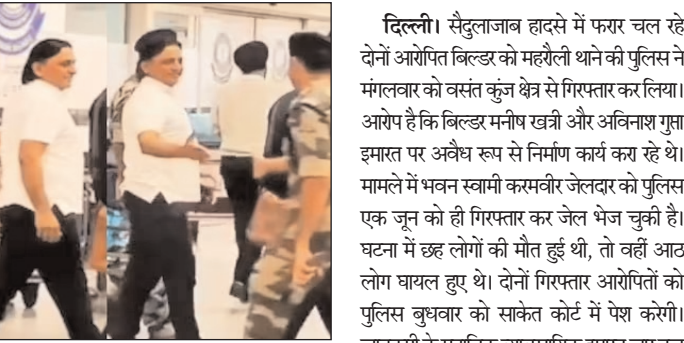 दिल्ली। सैदुलाजाब हादसे में फरार चल रहे
दोनों आरोपित बिल्डर को महरौली थाने की पुलिस ने
मंगलवार को वसंत कुंज क्षेत्र से गिरफ्तार कर लिया।
आरोप है कि बिल्डर मनीष खत्री और अविनाश गुप्ता
इमारत पर अवैध रूप से निर्माण कार्य करा रहे थे।
मामले में भवन स्वामी करमवीर जेलदार को पुलिस
एक जून को ही गिरफ्तार कर जेल भेज चुकी है।
घटना में छह लोगों की मौत हुई थी, तो वहीं आठ
लोग घायल हुए थे। दोनों गिरफ्तार आरोपितों को
पुलिस बुधवार को साकेत कोर्ट में पेश करेगी।